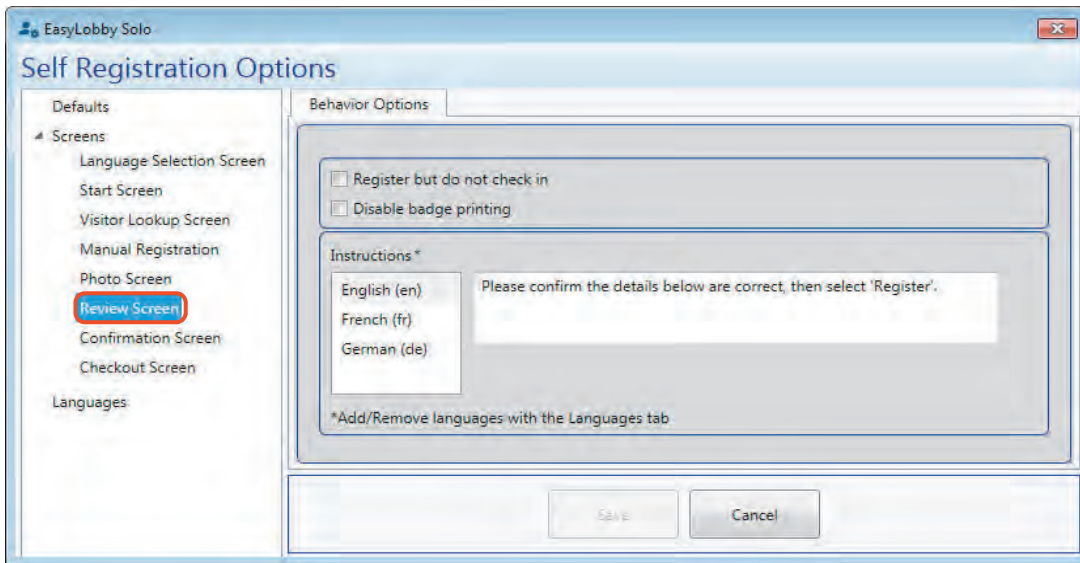 EasyLobby Solo
Self Registration Options
Defaults
Screens
Language Selection Screen
Start Screen
Visitor Lookup Screen
Manual Registration
Photo Screen
Review Screen
Confirmation Screen
Checkout Screen
Languages
Behavior Options
Register but do not check in
Disable badge printing
Instructions *
English (en)
French (fr)
German (de)
Please confirm the details below are correct, then select 'Register'.
*Add/Remove languages with the Languages tab
Save
Cancel